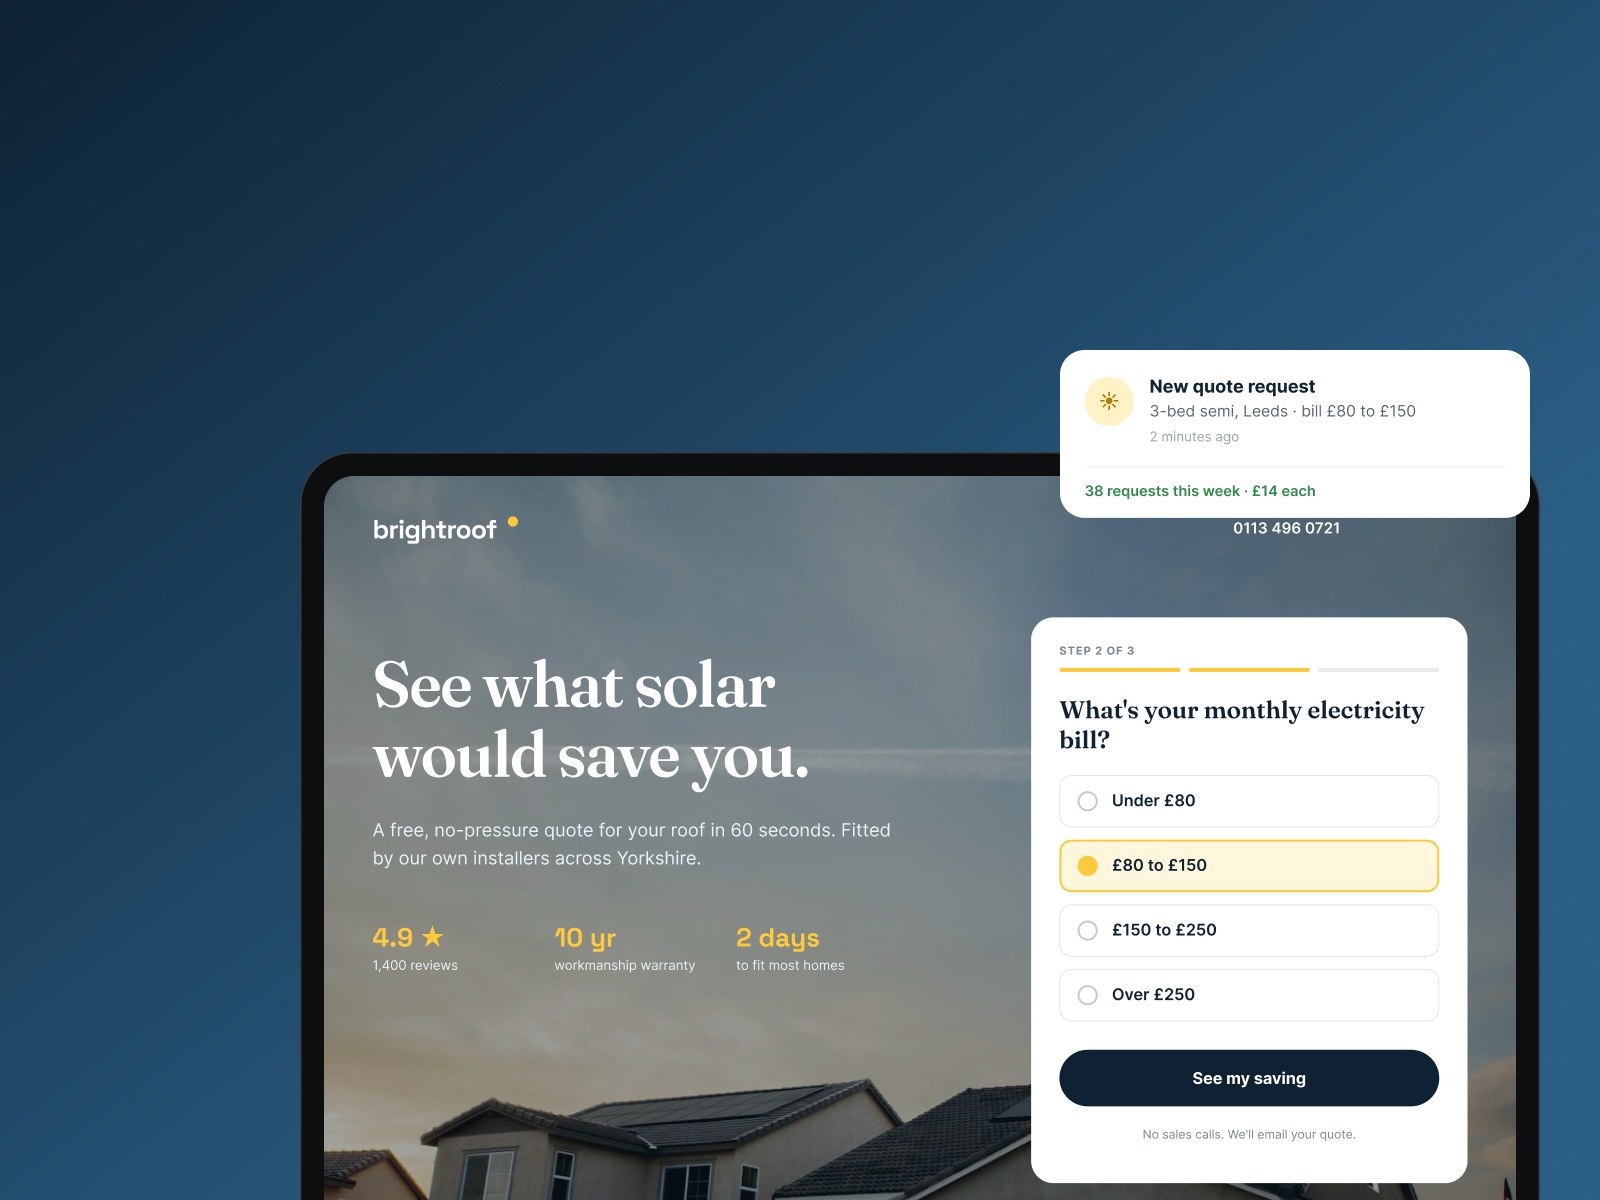 New quote request
3-bed semi, Leeds · bill £80 to £150
2 minutes ago
38 requests this week · £14 each
brightroof
0113 496 0721
See what solar
would save you.
A free, no-pressure quote for your roof in 60 seconds. Fitted
by our own installers across Yorkshire.
4.9 ★
1,400 reviews
10 yr
workmanship warranty
2 days
to fit most homes
STEP 2 OF 3
What's your monthly electricity
bill?
Under £80
£80 to £150
£150 to £250
Over £250
See my saving
No sales calls. We'll email your quote.